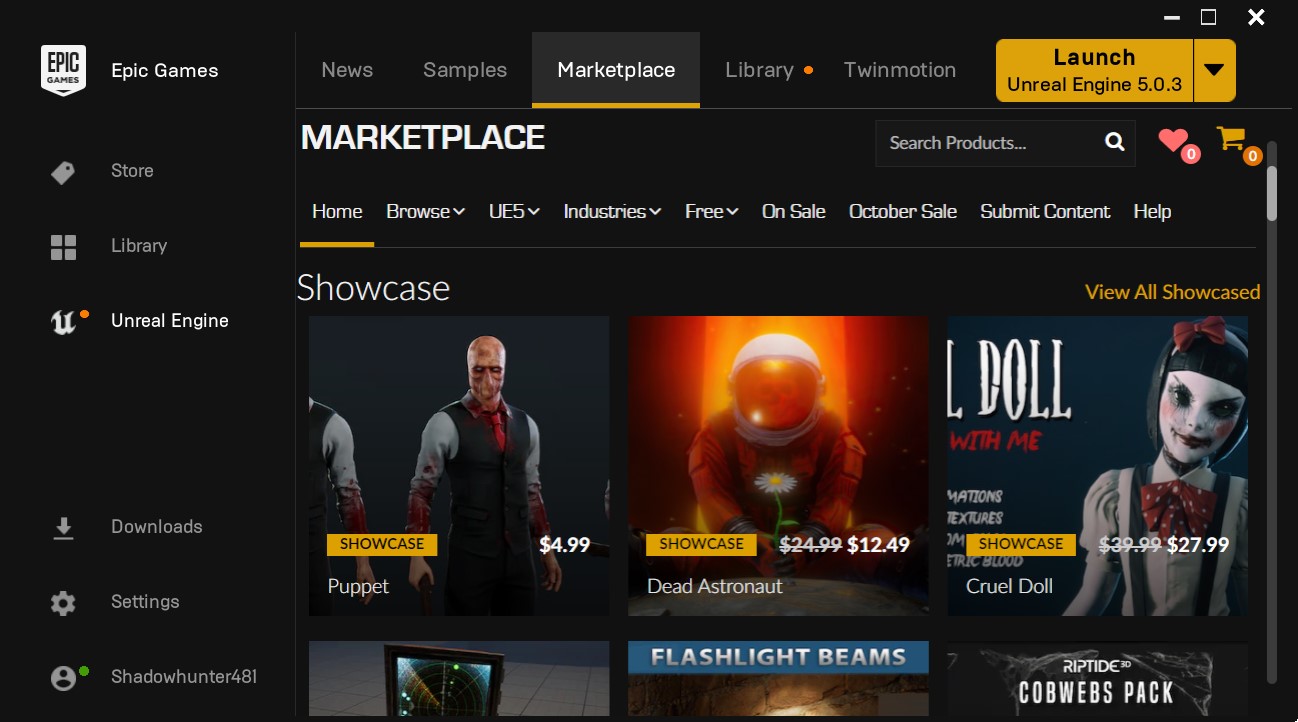 EPIC
GAMES
Epic Games
News
Samples
Marketplace
Library
Twinmotion
Launch
Unreal Engine 5.0.3
Store
Library
Unreal Engine
Downloads
Settings
Shadowhunter481
MARKETPLACE
Search Products...
0
0
Home
Browse
UE5
Industries
Free
On Sale
October Sale
Submit Content
Help
Showcase
View All Showcased
SHOWCASE
$4.99
Puppet
SHOWCASE
$24.99 $12.49
Dead Astronaut
L DOLL
WITH ME
MATIONS
TEXTURES
SHOWCASE
$39.99 $27.99
ETRIC BLOOD
Cruel Doll
FLASHLIGHT BEAMS
RIPTIDE3D
COBWEBS PACK